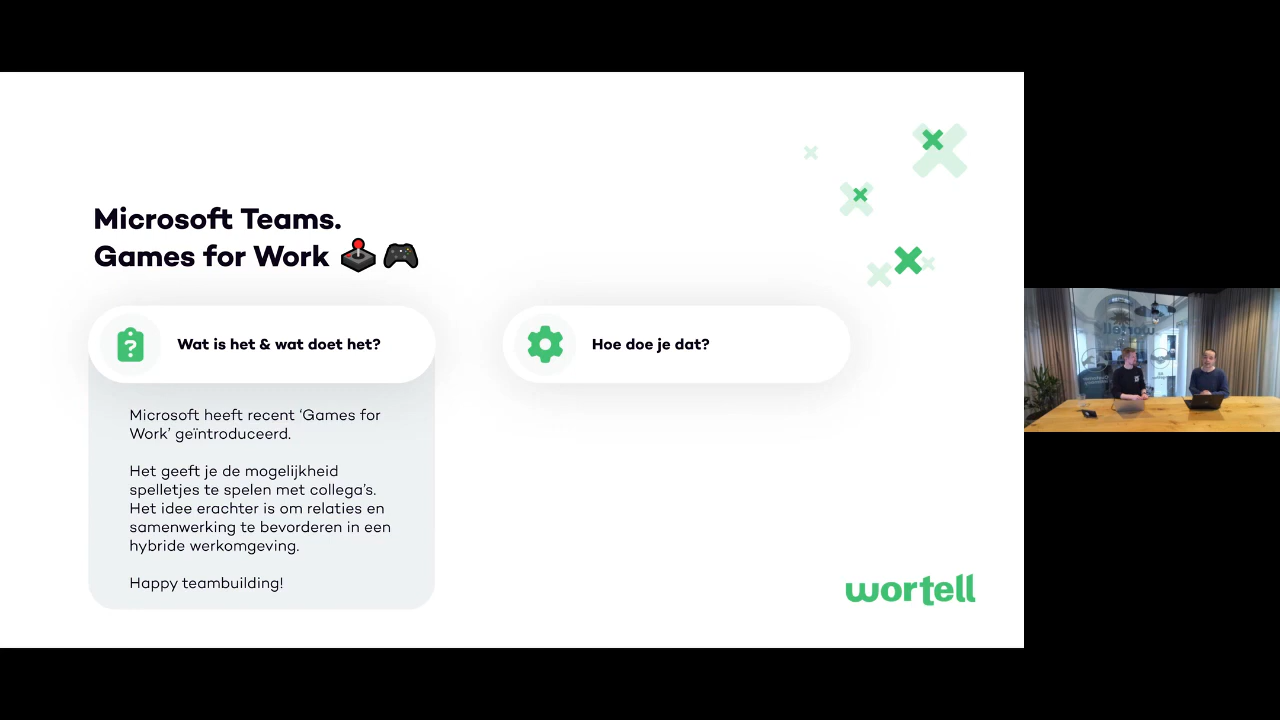 Microsoft Teams.
Games for Work
Wat is het & wat doet het?
Microsoft heeft recent ‘Games for
Work’ geïntroduceerd.
Het geeft je de mogelijkheid
spelletjes te spelen met collega’s.
Het idee erachter is om relaties en
samenwerking te bevorderen in een
hybride werkomgeving.
Happy teambuilding!
Hoe doe je dat?
wortell
wortell